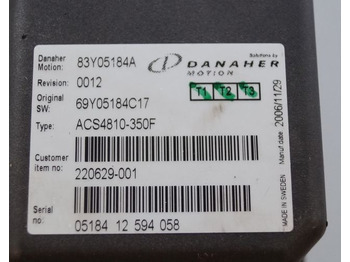 Danaher Motion: 83Y05184A
Solutions by
DANAHER
MOTION
Revision: 0012
T1 T2 T3
Original SW: 69Y05184C17
Type: ACS4810-350F
Customer item no: 220629-001
Serial no: 05184 12 594 058
Manuf date 2006/11/29
MADE IN SWEDEN